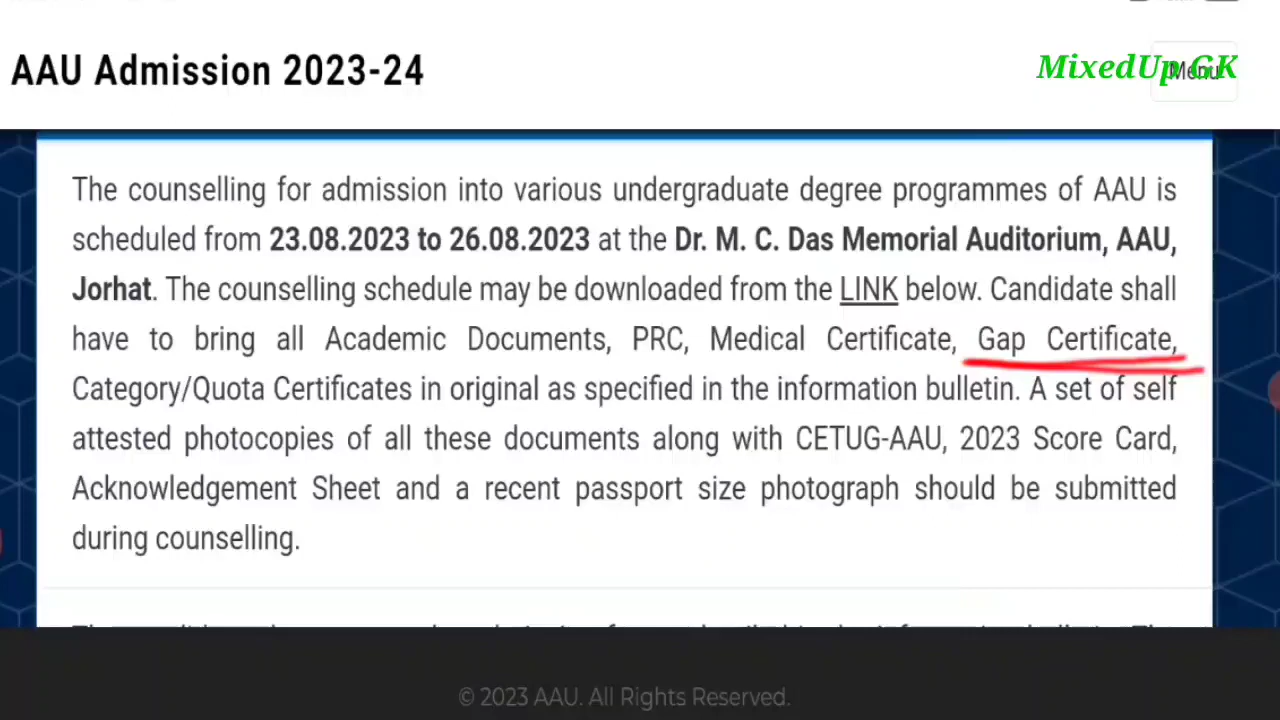 AAU Admission 2023-24
MixedUp GK
Menu
The counselling for admission into various undergraduate degree programmes of AAU is
scheduled from 23.08.2023 to 26.08.2023 at the Dr. M. C. Das Memorial Auditorium, AAU,
Jorhat. The counselling schedule may be downloaded from the LINK below. Candidate shall
have to bring all Academic Documents, PRC, Medical Certificate, Gap Certificate,
Category/Quota Certificates in original as specified in the information bulletin. A set of self
attested photocopies of all these documents along with CETUG-AAU, 2023 Score Card,
Acknowledgement Sheet and a recent passport size photograph should be submitted
during counselling.
© 2023 AAU. All Rights Reserved.